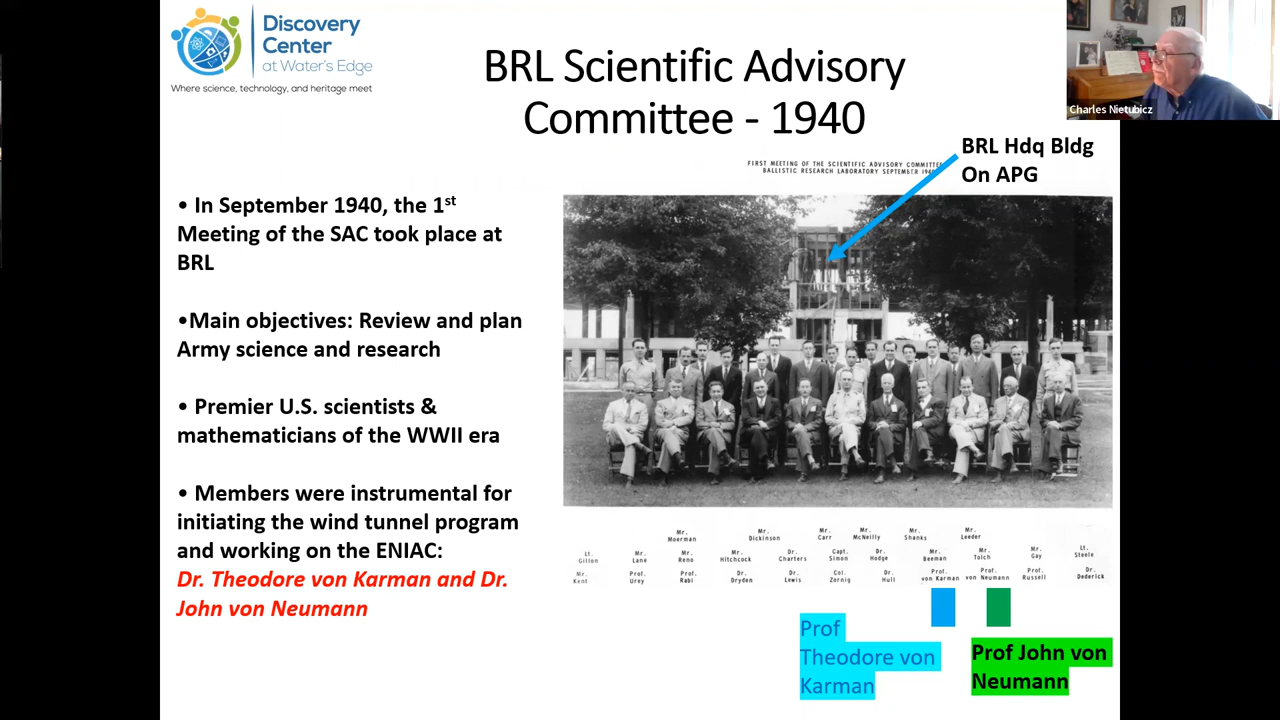 Discovery
Center
at Water's Edge
Where science, technology, and heritage meet
BRL Scientific Advisory
Committee - 1940
Charles Nietubicz
BRL Hdq Bldg
On APG
FIRST MEETING OF THE SCIENTIFIC ADVISORY COMMITTEE
BALLISTIC RESEARCH LABORATORY SEPTEMBER 1940
• In September 1940, the 1st
Meeting of the SAC took place at
BRL
•Main objectives: Review and plan
Army science and research
• Premier U.S. scientists &
mathematicians of the WWII era
• Members were instrumental for
initiating the wind tunnel program
and working on the ENIAC:
Dr. Theodore von Karman and Dr.
John von Neumann
Mr. Moerman Mr. Dickinson Mr. Carr Mr. McNeilly Mr. Shanks Mr. Leeder
Lt. Gillon Mr. Lane Mr. Reno Mr. Hitchcock Dr. Charters Capt. Simon Dr. Hodge Mr. Beeman Mr. Tolch Mr. Gay Lt. Steele
Mr. Kent Prof. Urey Prof. Rabi Dr. Dryden Dr. Lewis Col. Zornig Dr. Hull Prof. von Karman Prof. von Neumann Prof. Russell Dr. Dederick
Prof
Theodore von
Karman
Prof John von
Neumann